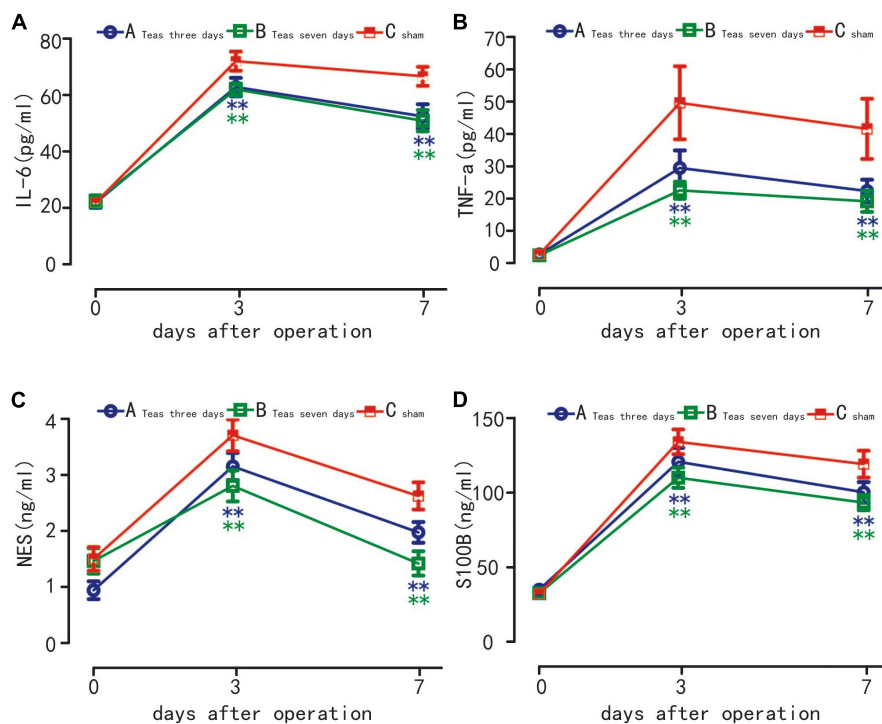 A
A Teas three days B Teas seven days C sham
80
60
40
20
0
IL-6(pg/ml)
**
**
**
**
0 3 7
days after operation
B
A Teas three days B Teas seven days C sham
70
60
50
40
30
20
10
0
TNF-a(pg/ml)
**
**
**
**
0 3 7
days after operation
C
A Teas three days B Teas seven days C sham
4
3
2
1
0
NES(ng/ml)
**
**
**
**
0 3 7
days after operation
D
A Teas three days B Teas seven days C sham
150
100
50
0
S100B(ng/ml)
**
**
**
**
0 3 7
days after operation